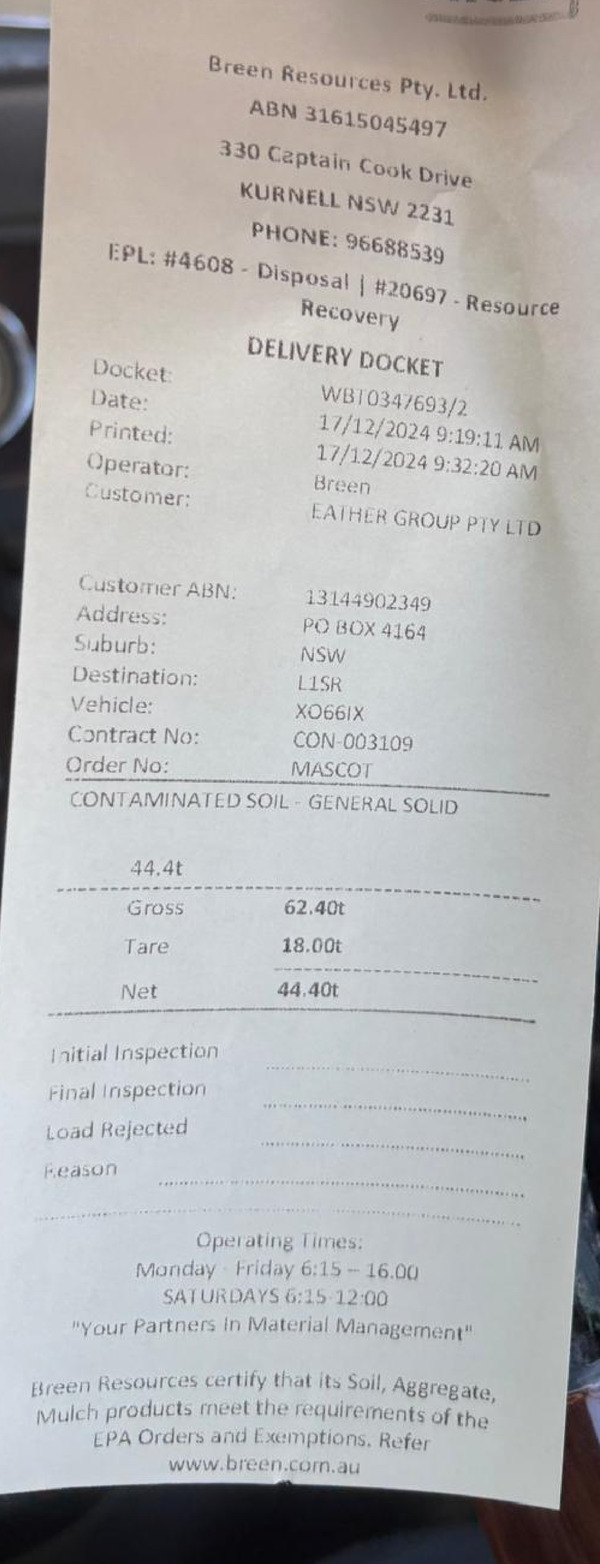 Breen Resources Pty. Ltd.
ABN 31615045497
330 Captain Cook Drive
KURNELL NSW 2231
PHONE: 96688539
EPL: #4608 - Disposal | #20697 - Resource
Recovery
DELIVERY DOCKET
Docket: WBT0347693/2
Date: 17/12/2024 9:19:11 AM
Printed: 17/12/2024 9:32:20 AM
Operator: Breen
Customer: EATHER GROUP PTY LTD
Customer ABN: 13144902349
Address: PO BOX 4164
Suburb: NSW
Destination: L1SR
Vehicle: XO66IX
Contract No: CON-003109
Order No: MASCOT
CONTAMINATED SOIL - GENERAL SOLID
44.4t
Gross 62.40t
Tare 18.00t
Net 44.40t
Initial Inspection
Final Inspection
Load Rejected
Reason
Operating Times:
Monday - Friday 6:15 – 16.00
SATURDAYS 6:15-12:00
"Your Partners In Material Management"
Breen Resources certify that its Soil, Aggregate,
Mulch products meet the requirements of the
EPA Orders and Exemptions. Refer
www.breen.com.au